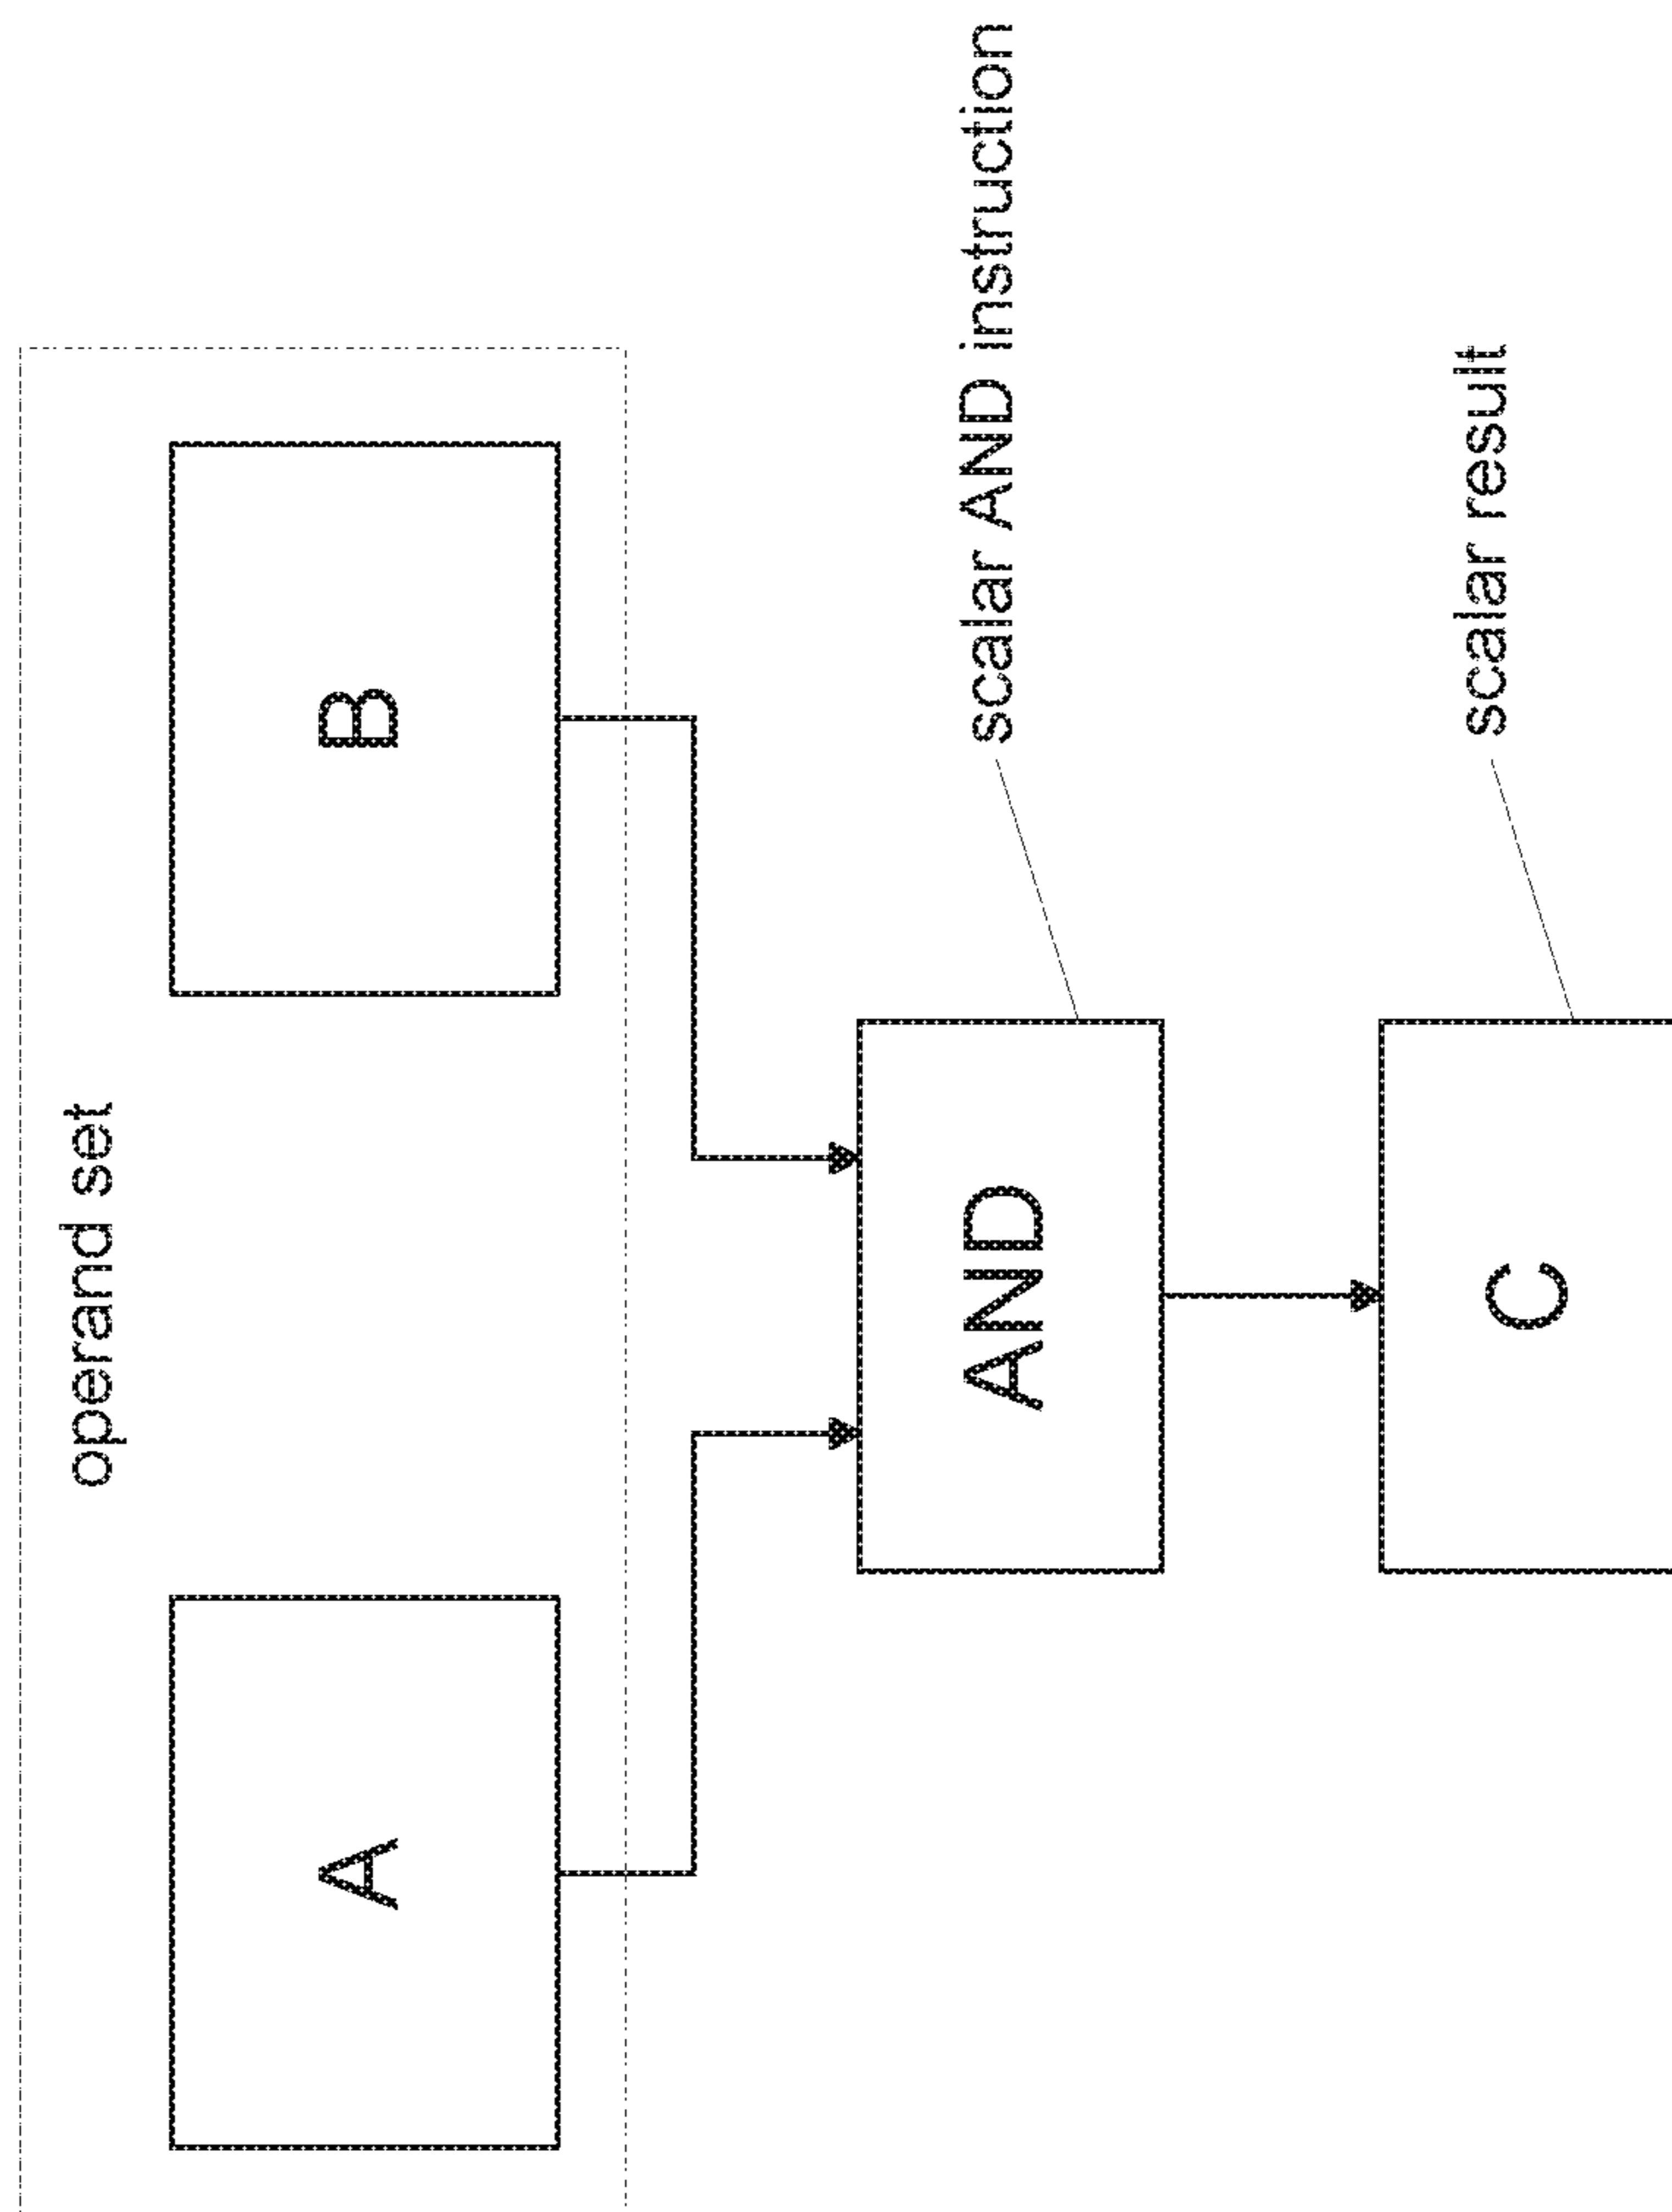 operand set
A
B
AND
scalar AND instruction
C
scalar result